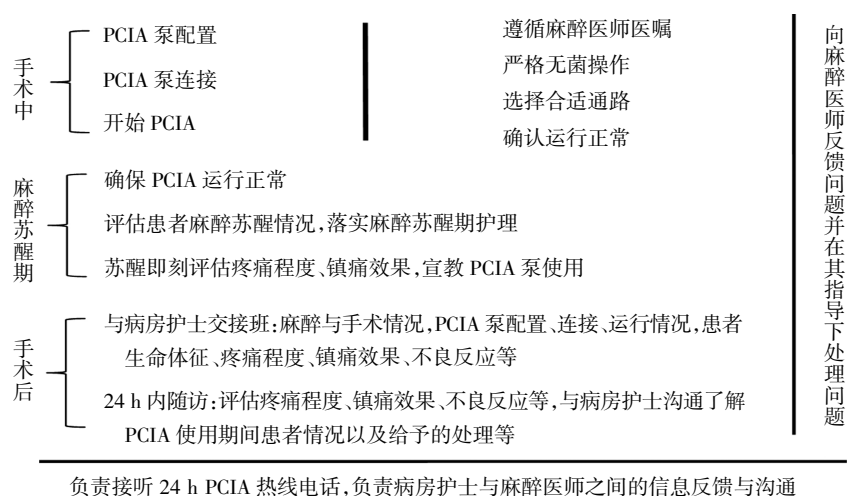 手术中
PCIA 泵配置
PCIA 泵连接
开始 PCIA
遵循麻醉医师医嘱
严格无菌操作
选择合适通路
确认运行正常
麻醉苏醒期
确保 PCIA 运行正常
评估患者麻醉苏醒情况,落实麻醉苏醒期护理
苏醒即刻评估疼痛程度、镇痛效果,宣教 PCIA 泵使用
手术后
与病房护士交接班:麻醉与手术情况,PCIA 泵配置、连接、运行情况,患者
生命体征、疼痛程度、镇痛效果、不良反应等
24 h 内随访:评估疼痛程度、镇痛效果、不良反应等,与病房护士沟通了解
PCIA 使用期间患者情况以及给予的处理等
向麻醉医师反馈问题并在其指导下处理问题
负责接听 24 h PCIA 热线电话,负责病房护士与麻醉医师之间的信息反馈与沟通